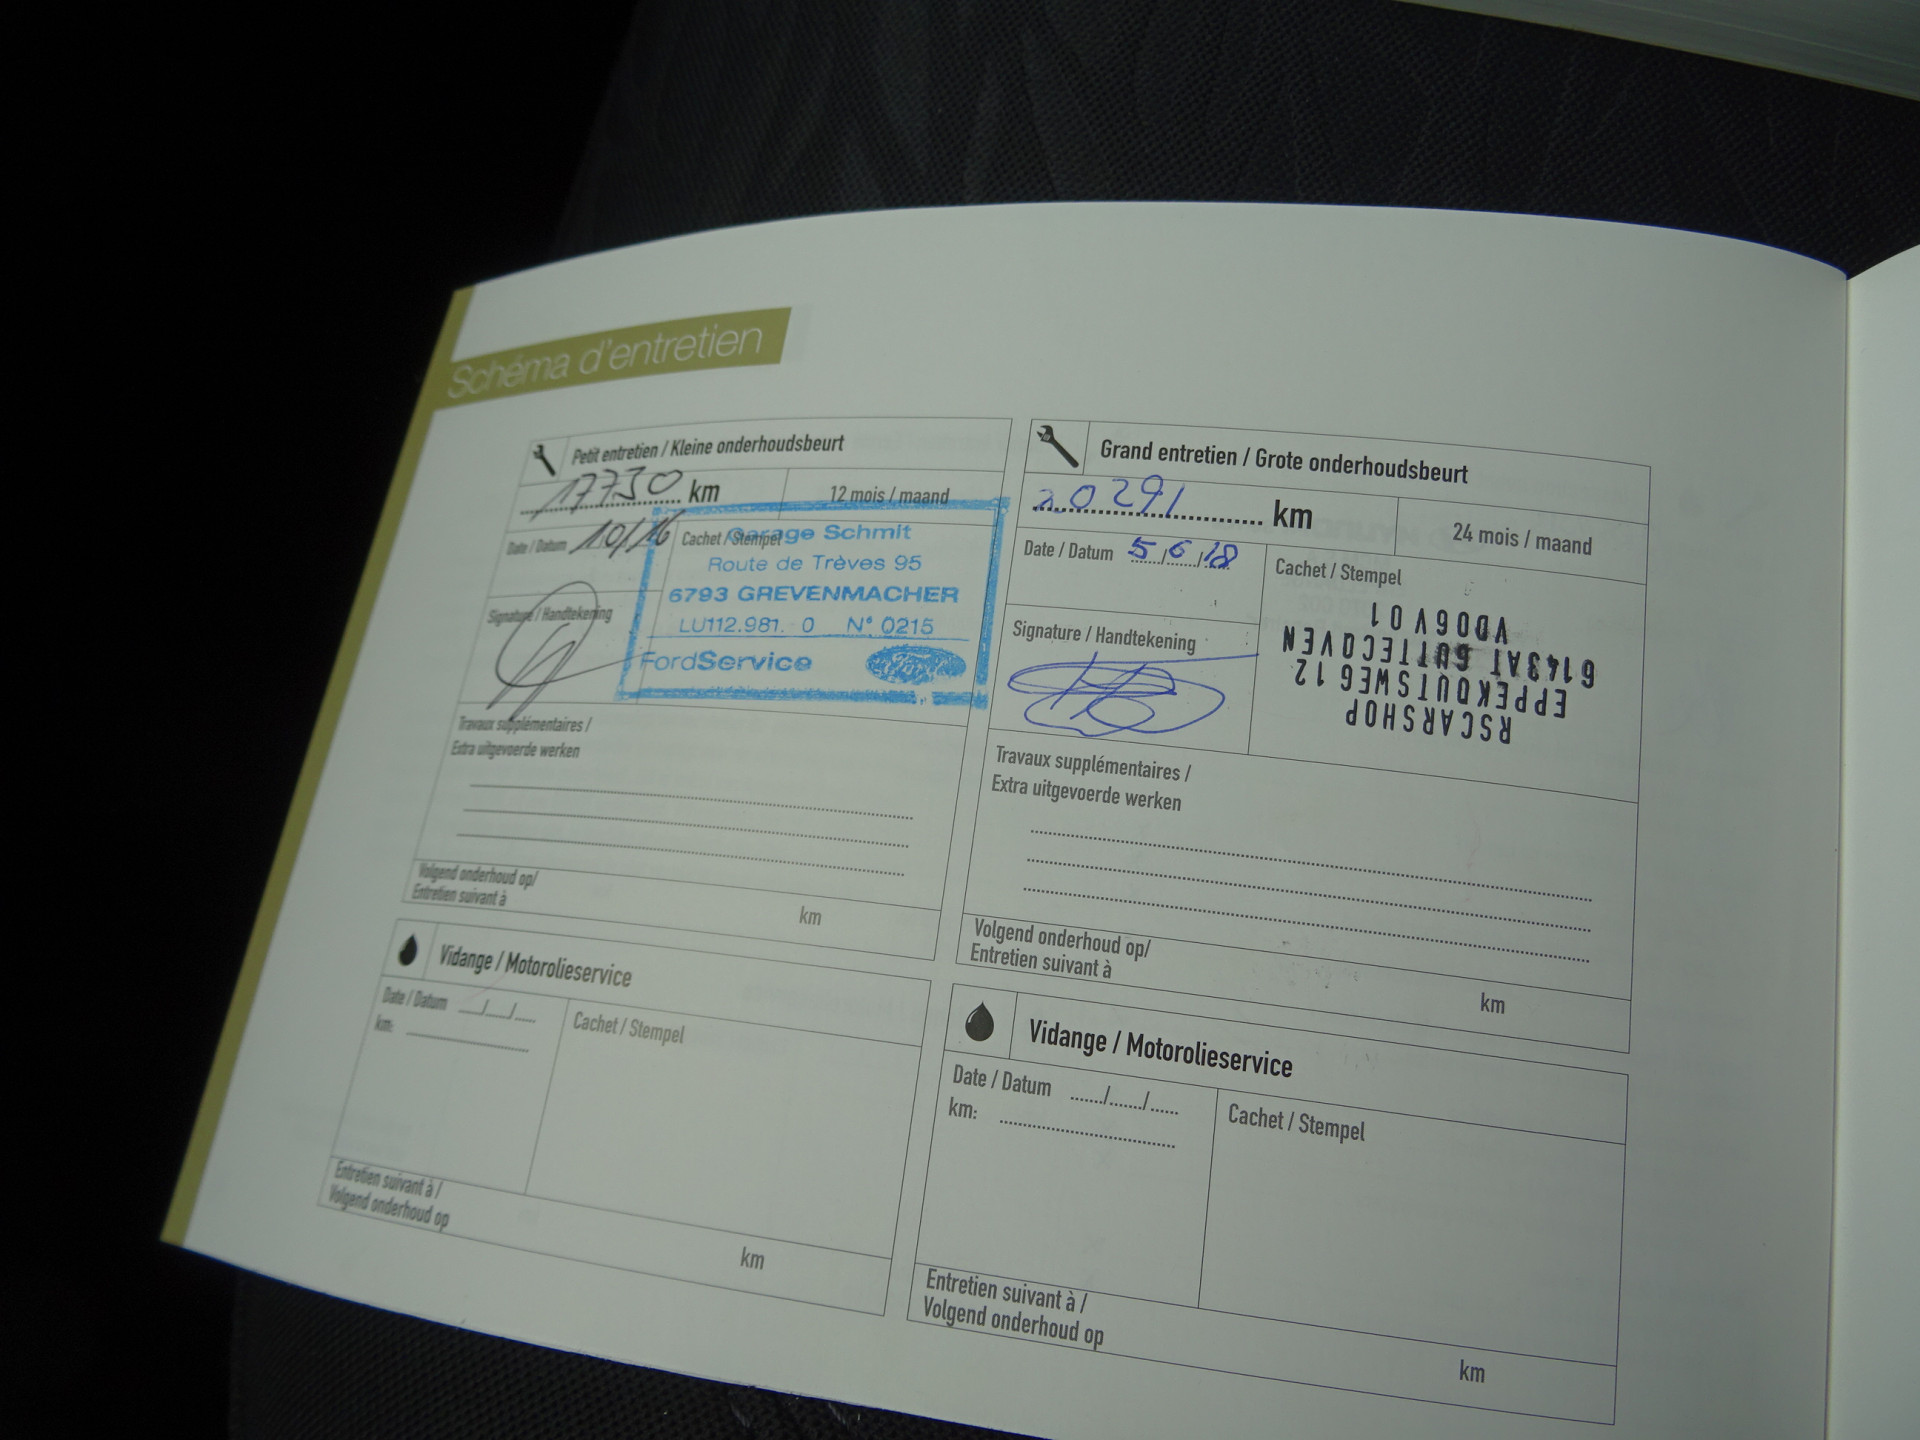 Schéma d'entretien
Petit entretien / Kleine onderhoudsbeurt
17730 km
12 mois / maand
Date / Datum 10/16
Cachet / Stempel
Garage Schmit
Route de Trèves 95
6793 GREVENMACHER
LU112.981. 0 N° 0215
FordService
Ford
Signature / Handtekening
Travaux supplémentaires /
Extra uitgevoerde werken
Volgend onderhoud op/
Entretien suivant à
km
Vidange / Motorolieservice
Date / Datum ....../....../......
km:
Cachet / Stempel
Entretien suivant à /
Volgend onderhoud op
km
Grand entretien / Grote onderhoudsbeurt
20291 km
24 mois / maand
Date / Datum 5/6/18
Cachet / Stempel
RSCARSHOP
EPPEKOUTSWEG 12
6143AT GUTTECOVEN
VD06V01
Signature / Handtekening
Travaux supplémentaires /
Extra uitgevoerde werken
Volgend onderhoud op/
Entretien suivant à
km
Vidange / Motorolieservice
Date / Datum ....../....../......
km:
Cachet / Stempel
Entretien suivant à /
Volgend onderhoud op
km